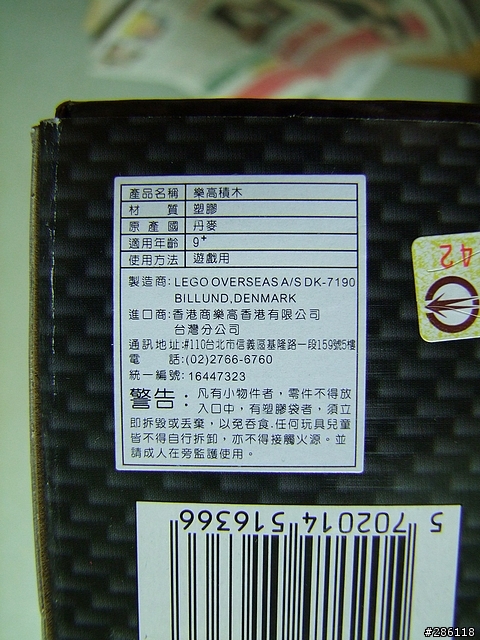 產品名稱 樂高積木
材 質 塑膠
原 產 國 丹麥
適用年齡 9+
使用方法 遊戲用
製造商: LEGO OVERSEAS A/S DK-7190
BILLUND,DENMARK
進口商:香港商樂高香港有限公司
台灣分公司
通訊地址:#110台北市信義區基隆路一段159號5樓
電 話:(02)2766-6760
統一編號: 16447323
警告: 凡有小物件者, 零件不得放
入口中, 有塑膠袋者, 須立
即拆毀或丟棄, 以免吞食.任何玩具兒童
皆不得自行拆卸, 亦不得接觸火源。並
請成人在旁監護使用。
42
5 702014 516366
#286118